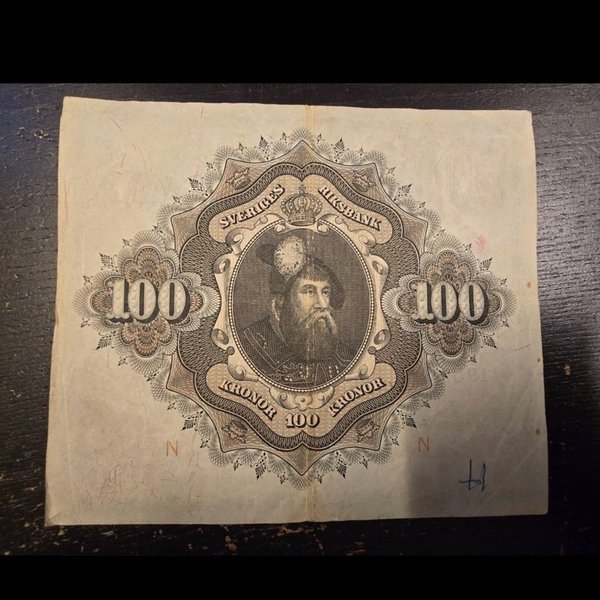 SVERIGES RIKSBANK
100 100
KRONOR 100 KRONOR
N N